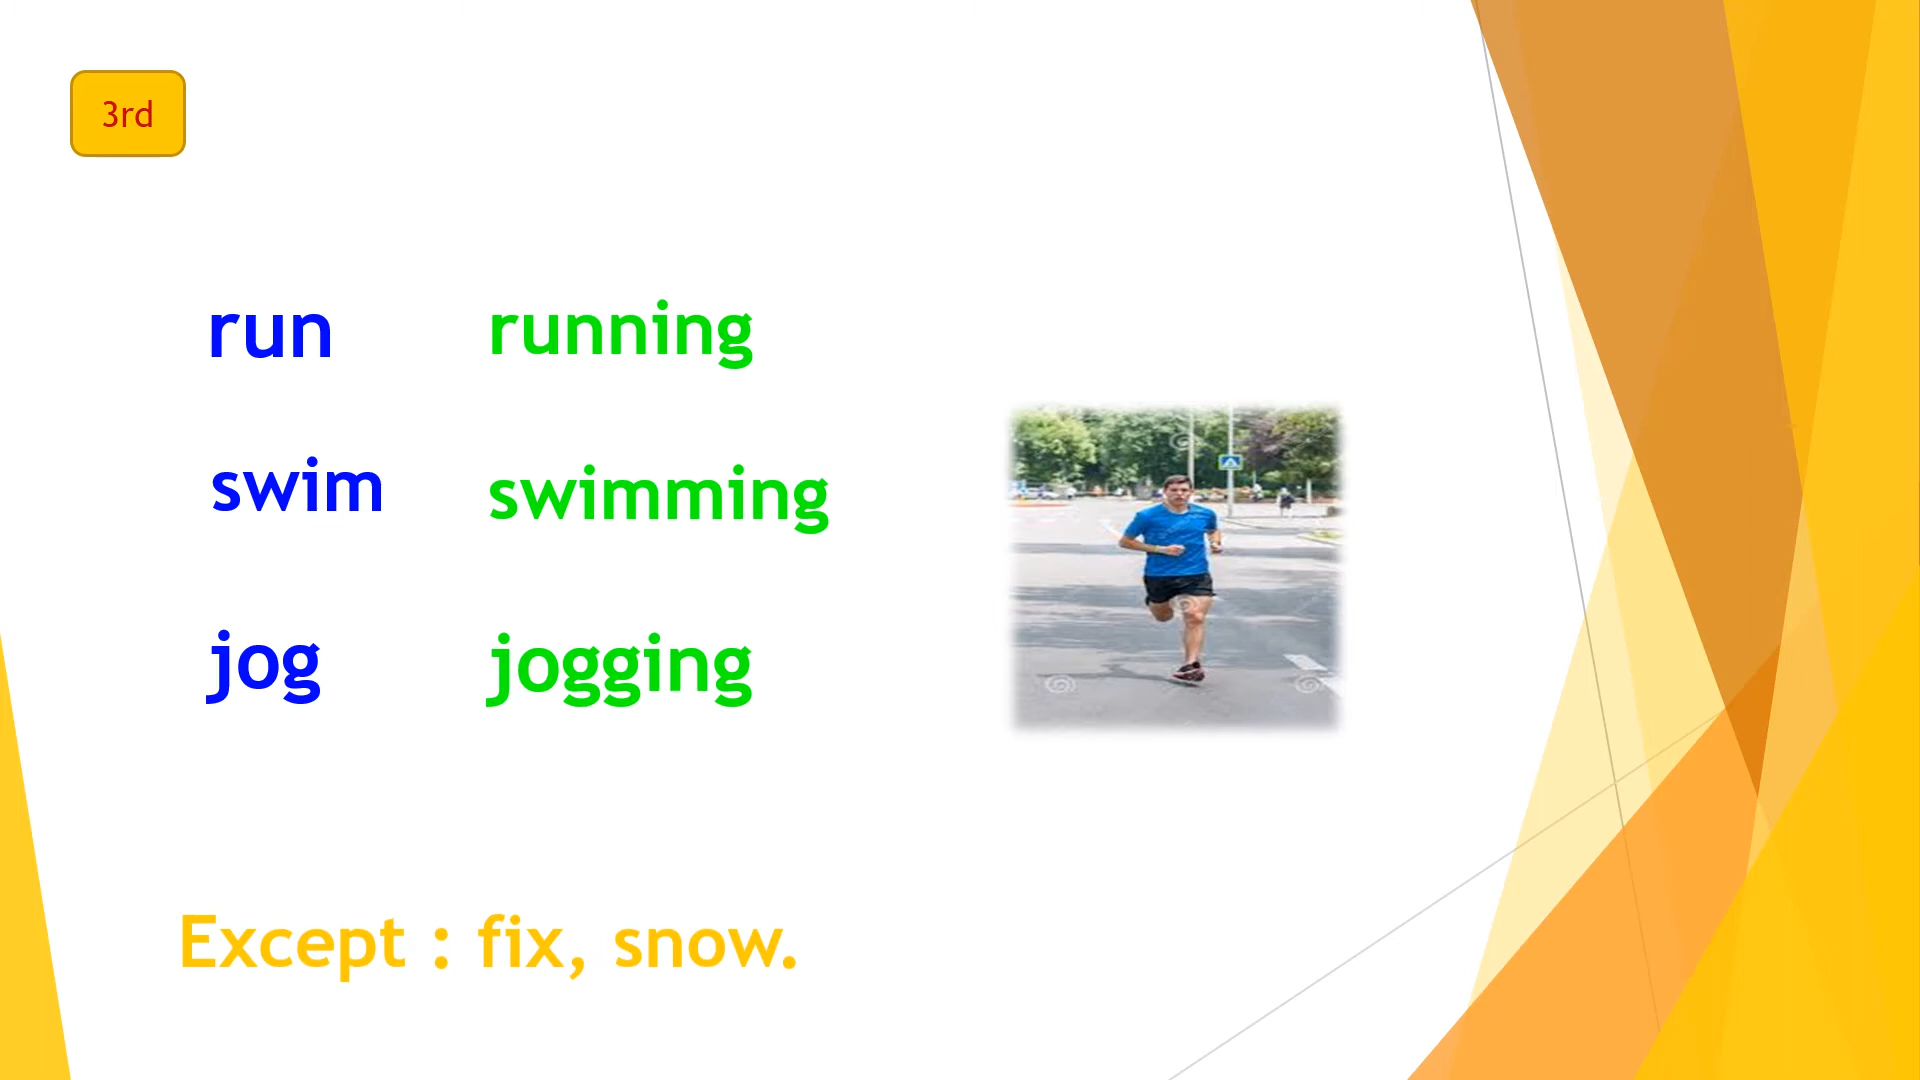 3rd
run running
swim swimming
jog jogging
Except : fix, snow.